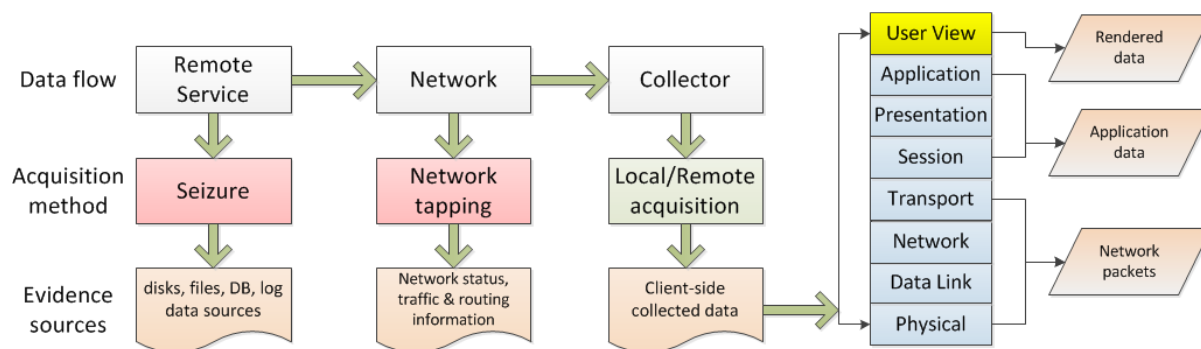 Data flow
Remote
Service
Network
Collector
Acquisition
method
Seizure
Network
tapping
Local/Remote
acquisition
Evidence
sources
disks, files, DB, log
data sources
Network status,
traffic & routing
information
Client-side
collected data
User View
Application
Presentation
Session
Transport
Network
Data Link
Physical
Rendered
data
Application
data
Network
packets